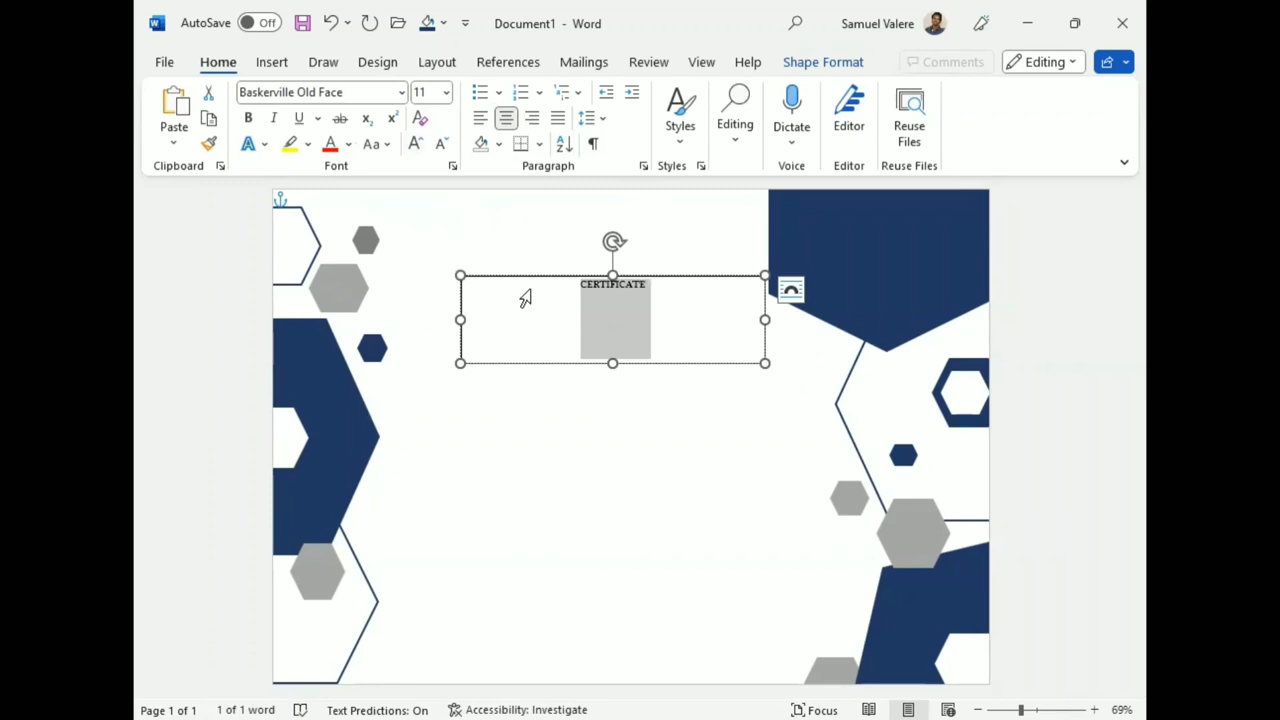 AutoSave Off Document1 - Word Samuel Valere
File Home Insert Draw Design Layout References Mailings Review View Help Shape Format Comments Editing
Baskerville Old Face 11
Paste Styles Editing Dictate Editor Reuse Files
B I U ab x₂ x² A
A A Aa A A A Z ¶
Clipboard Font Paragraph Styles Voice Editor Reuse Files
CERTIFICATE
Page 1 of 1 1 of 1 word Text Predictions: On Accessibility: Investigate Focus 69%